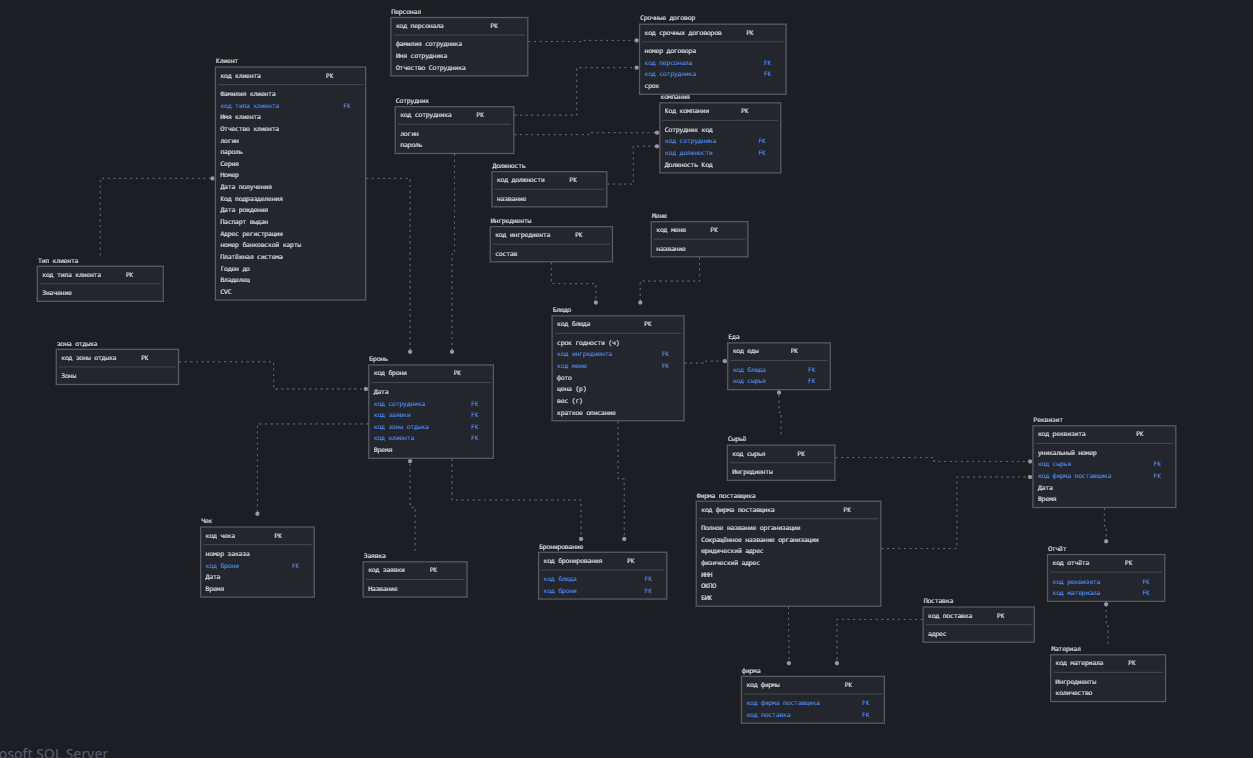 Персонал
код персонала PK
фамилия сотрудника
Имя сотрудника
Отчество Сотрудника
Срочные договор
код срочных договоров PK
номер договора
код персонала FK
код сотрудника FK
срок
Клиент
код клиента PK
Фамилия клиента
код типа клиента FK
Имя клиента
Отчество клиента
логин
пароль
Серия
Номер
Дата получения
Код подразделения
Дата рождения
Паспорт выдан
Адрес регистрации
номер банковской карты
Платёжная система
Годен до
Владелец
CVC
Сотрудник
код сотрудника PK
логин
пароль
компания
Код компании PK
Сотрудник код
код сотрудника FK
код должности FK
Должность Код
Должность
код должности PK
название
Ингредиенты
код ингредиента PK
состав
Меню
код меню PK
название
Тип клиента
код типа клиента PK
Значение
зона отдыха
код зоны отдыха PK
Зоны
Бронь
код брони PK
Дата
код сотрудника FK
код заявки FK
код зоны отдыха FK
код клиента FK
Время
Блюдо
код блюда PK
срок годности (ч)
код ингредиента FK
код меню FK
фото
цена (р)
вес (г)
краткое описание
Еда
код еды PK
код блюда FK
код сырья FK
Сырьё
код сырья PK
Ингредиенты
Реквизит
код реквизита PK
уникальный номер
код сырья FK
код фирма поставщика FK
Дата
Время
Фирма поставщика
код фирма поставщика PK
Полное название организации
Сокращённое название организации
юридический адрес
физический адрес
ИНН
ОКПО
БИК
Чек
код чека PK
номер заказа
код брони FK
Дата
Время
Заявка
код заявки PK
Название
Бронирование
код бронирования PK
код блюда FK
код брони FK
Отчёт
код отчёта PK
код реквизита FK
код материала FK
Поставка
код поставка PK
адрес
Материал
код материала PK
Ингредиенты
количество
фирма
код фирмы PK
код фирма поставщика FK
код поставка FK
osoft SQL Server